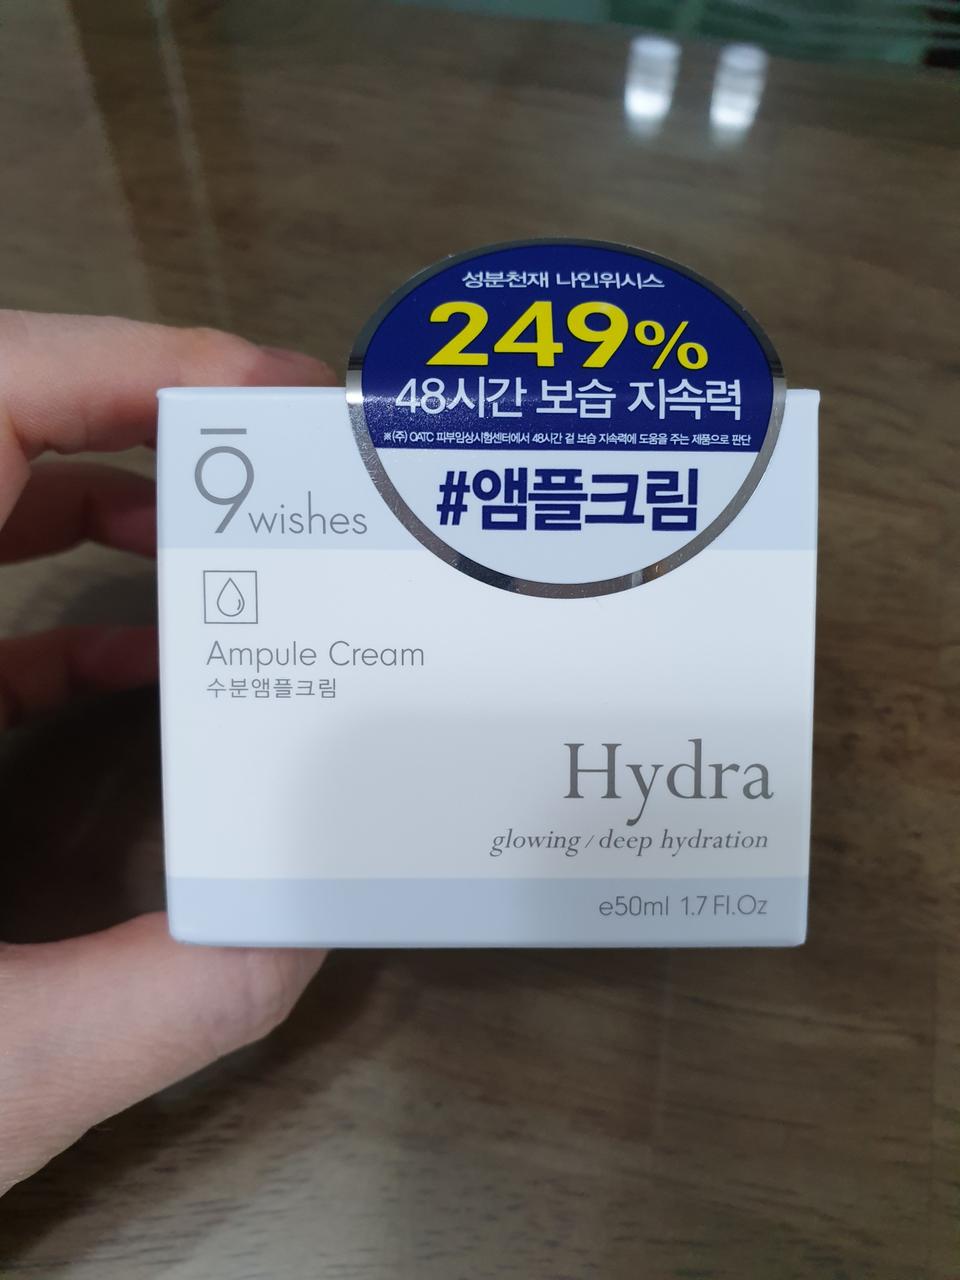 성분천재 나인위시스
249%
48시간 보습 지속력
※(주) OATC 피부임상시험센터에서 48시간 겉 보습 지속력에 도움을 주는 제품으로 판단
#앰플크림
9wishes
Ampule Cream
수분앰플크림
Hydra
glowing / deep hydration
e50ml 1.7 Fl.Oz